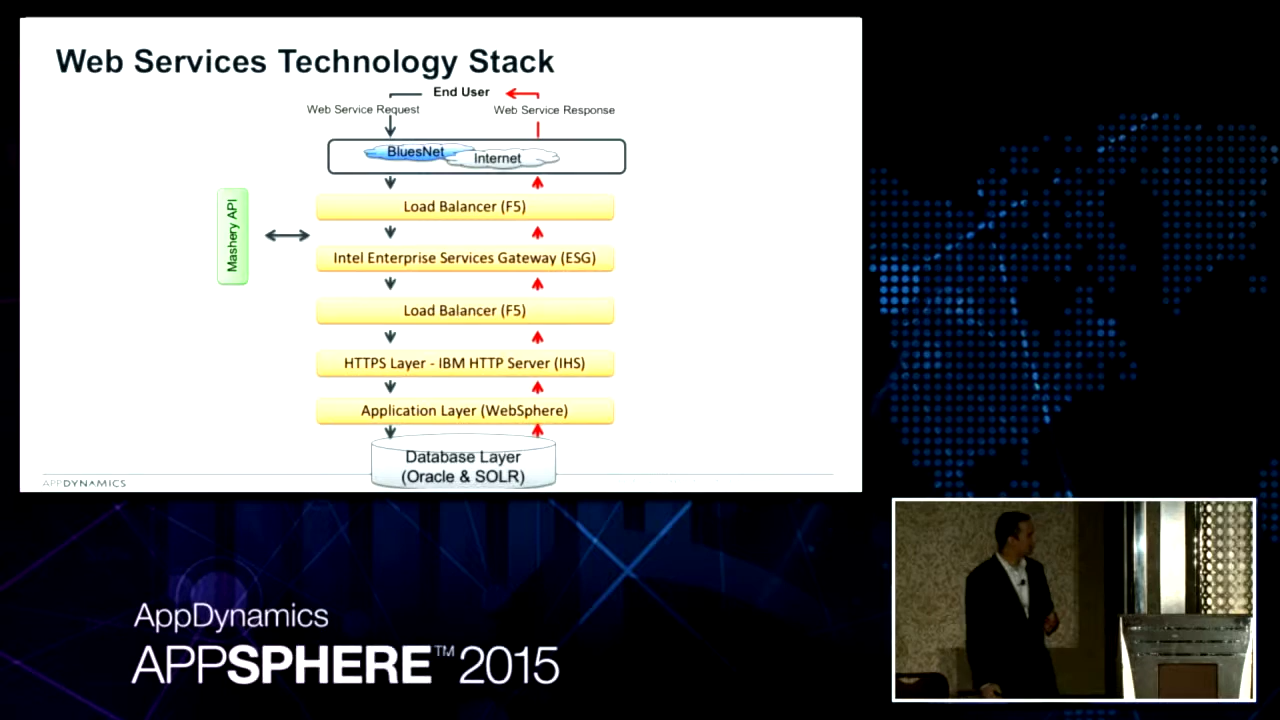 Web Services Technology Stack
End User
Web Service Request
Web Service Response
BluesNet
Internet
Mashery API
Load Balancer (F5)
Intel Enterprise Services Gateway (ESG)
Load Balancer (F5)
HTTPS Layer - IBM HTTP Server (IHS)
Application Layer (WebSphere)
Database Layer
(Oracle & SOLR)
APPDYNAMICS
AppDynamics
APPSPHERE™ 2015